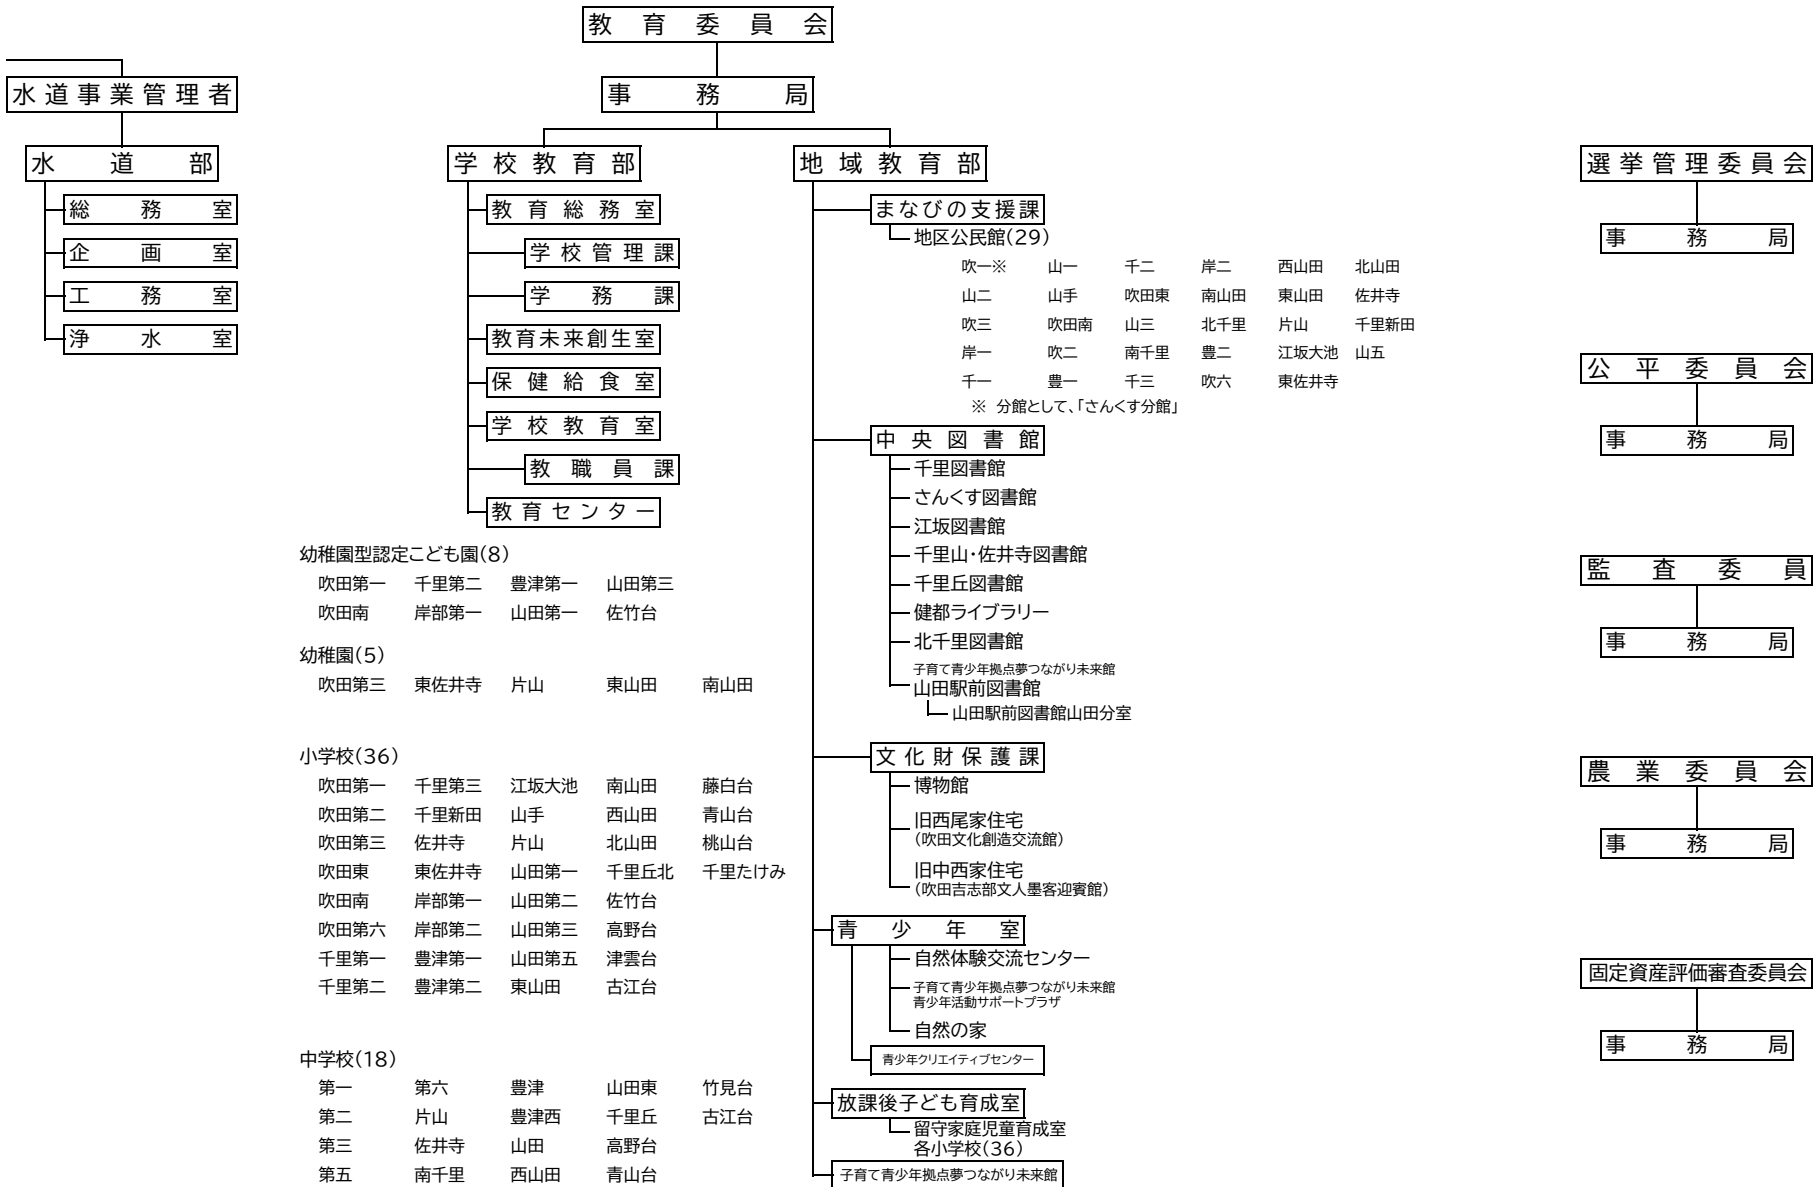 教育委員会
水道事業管理者
事務局
水道部
総務室
企画室
工務室
浄水室
学校教育部
教育総務室
学校管理課
学務課
教育未来創生室
保健給食室
学校教育室
教職員課
教育センター
幼稚園型認定こども園(8)
吹田第一 千里第二 豊津第一 山田第三
吹田南 岸部第一 山田第一 佐竹台
幼稚園(5)
吹田第三 東佐井寺 片山 東山田 南山田
小学校(36)
吹田第一 千里第三 江坂大池 南山田 藤白台
吹田第二 千里新田 山手 西山田 青山台
吹田第三 佐井寺 片山 北山田 桃山台
吹田東 東佐井寺 山田第一 千里丘北 千里たけみ
吹田南 岸部第一 山田第二 佐竹台
吹田第六 岸部第二 山田第三 高野台
千里第一 豊津第一 山田第五 津雲台
千里第二 豊津第二 東山田 古江台
中学校(18)
第一 第六 豊津 山田東 竹見台
第二 片山 豊津西 千里丘 古江台
第三 佐井寺 山田 高野台
第五 南千里 西山田 青山台
地域教育部
まなびの支援課
地区公民館(29)
吹一※ 山一 千二 岸二 西山田 北山田
山二 山手 吹田東 南山田 東山田 佐井寺
吹三 吹田南 山三 北千里 片山 千里新田
岸一 吹二 南千里 豊二 江坂大池 山五
千一 豊一 千三 吹六 東佐井寺
※ 分館として、「さんくす分館」
中央図書館
千里図書館
さんくす図書館
江坂図書館
千里山・佐井寺図書館
千里丘図書館
健都ライブラリー
北千里図書館
子育て青少年拠点夢つながり未来館
山田駅前図書館
山田駅前図書館山田分室
文化財保護課
博物館
旧西尾家住宅
(吹田文化創造交流館)
旧中西家住宅
(吹田吉志部文人墨客迎賓館)
青少年室
自然体験交流センター
子育て青少年拠点夢つながり未来館
青少年活動サポートプラザ
自然の家
青少年クリエイティブセンター
放課後子ども育成室
留守家庭児童育成室
各小学校(36)
子育て青少年拠点夢つながり未来館
選挙管理委員会
事務局
公平委員会
事務局
監査委員
事務局
農業委員会
事務局
固定資産評価審査委員会
事務局